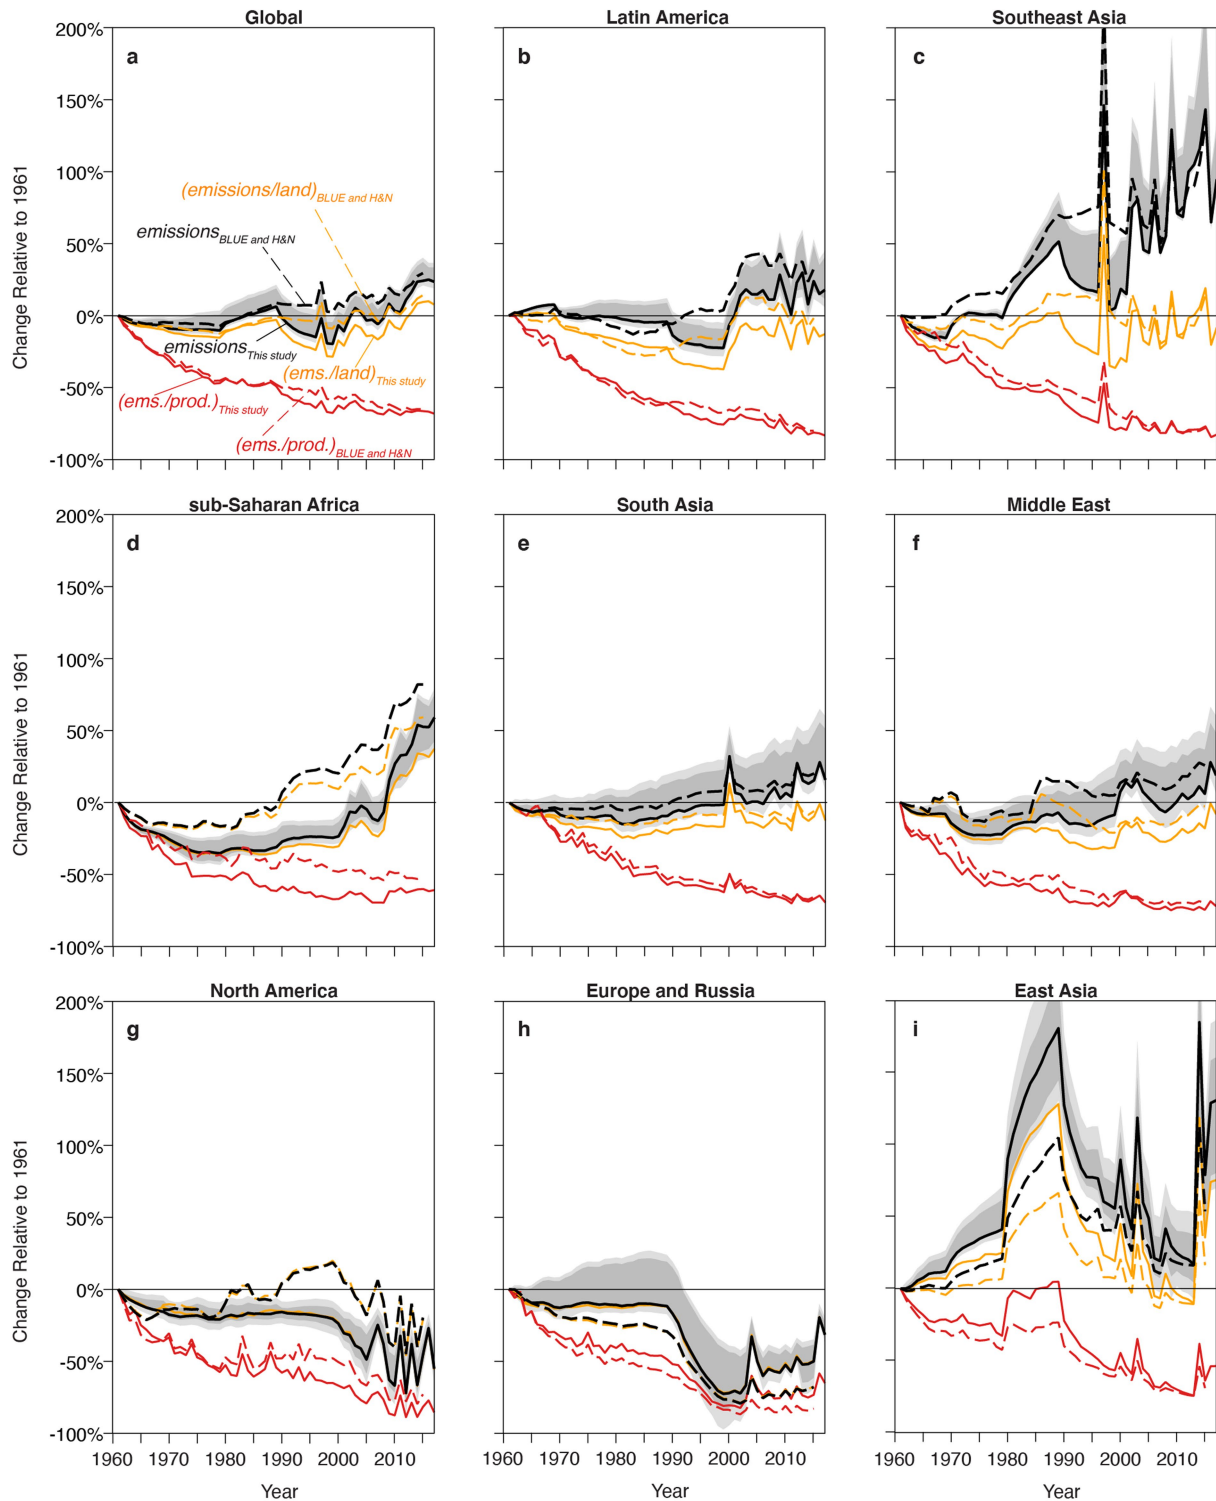 Global
Latin America
Southeast Asia
200%
150%
100%
50%
0%
-50%
-100%
Change Relative to 1961
a
b
c
(emissions/land)BLUE and H&N
emissionsBLUE and H&N
emissionsThis study
(ems./land)This study
(ems./prod.)This study
(ems./prod.)BLUE and H&N
sub-Saharan Africa
South Asia
Middle East
200%
150%
100%
50%
0%
-50%
-100%
Change Relative to 1961
d
e
f
North America
Europe and Russia
East Asia
200%
150%
100%
50%
0%
-50%
-100%
Change Relative to 1961
g
h
i
1960 1970 1980 1990 2000 2010
1960 1970 1980 1990 2000 2010
1960 1970 1980 1990 2000 2010
Year
Year
Year